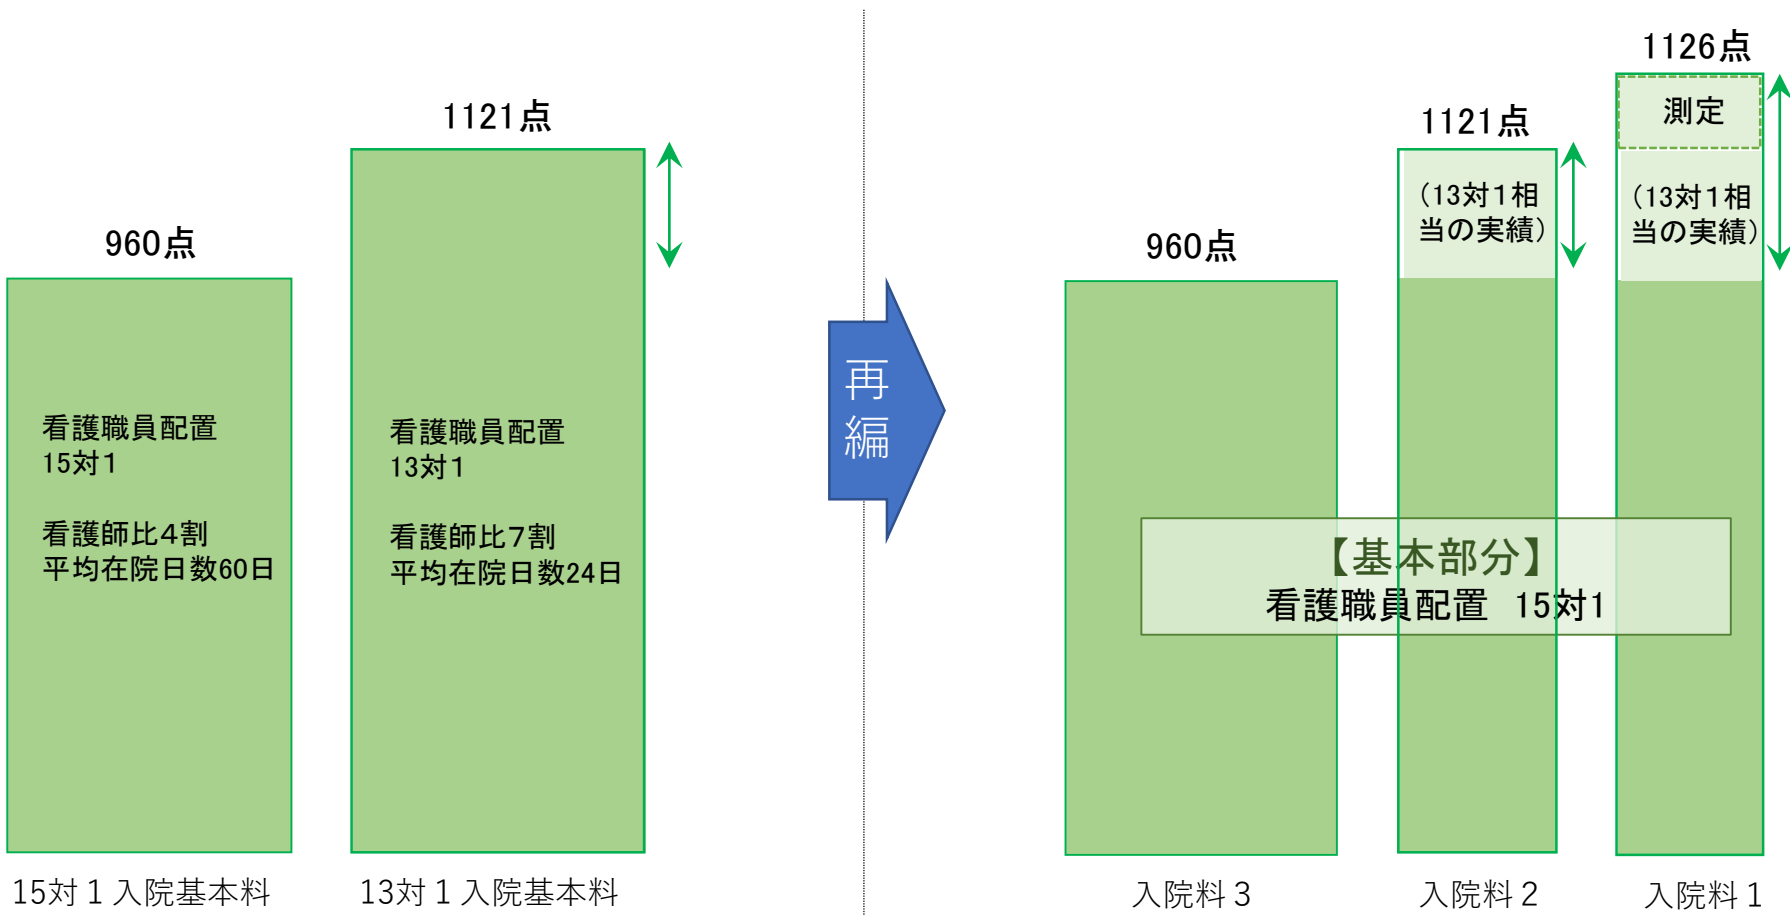 960点
看護職員配置
15対1
看護師比4割
平均在院日数60日
15対1入院基本料
1121点
看護職員配置
13対1
看護師比7割
平均在院日数24日
13対1入院基本料
再
編
960点
入院料3
1121点
(13対1相
当の実績)
入院料2
1126点
測定
(13対1相
当の実績)
入院料1
【基本部分】
看護職員配置 15対1